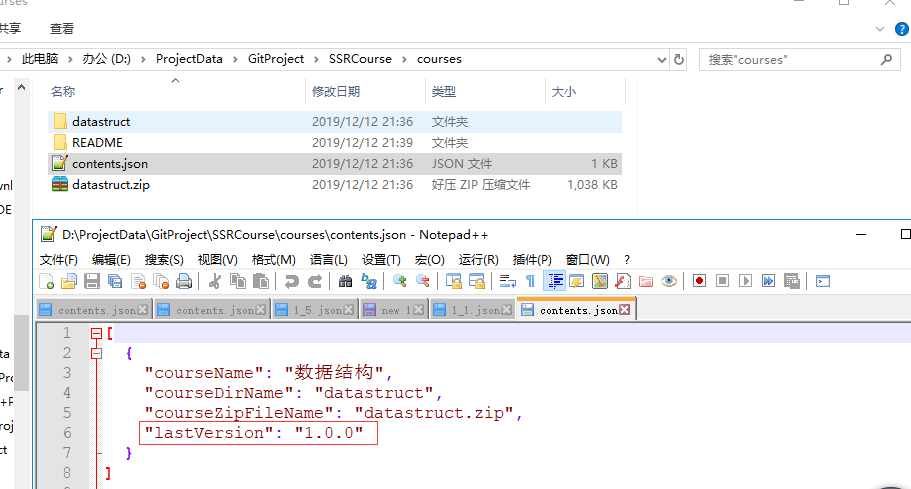 共享 查看
此电脑 > 办公 (D:) > ProjectData > GitProject > SSRCourse > courses
搜索"courses"
名称 修改日期 类型 大小
datastruct 2019/12/12 21:36 文件夹
README 2019/12/12 21:39 文件夹
contents.json 2019/12/12 21:36 JSON 文件 1 KB
datastruct.zip 2019/12/12 21:36 好压 ZIP 压缩文件 1,038 KB
D:\ProjectData\GitProject\SSRCourse\courses\contents.json - Notepad++
文件(F) 编辑(E) 搜索(S) 视图(V) 格式(M) 语言(L) 设置(T) 宏(O) 运行(R) 插件(P) 窗口(W) ?
contents.json contents.json 1_5.json new 1 1_1.json contents.json
1 [
2 {
3 "courseName": "数据结构",
4 "courseDirName": "datastruct",
5 "courseZipFileName": "datastruct.zip",
6 "lastVersion": "1.0.0"
7 }
8 ]